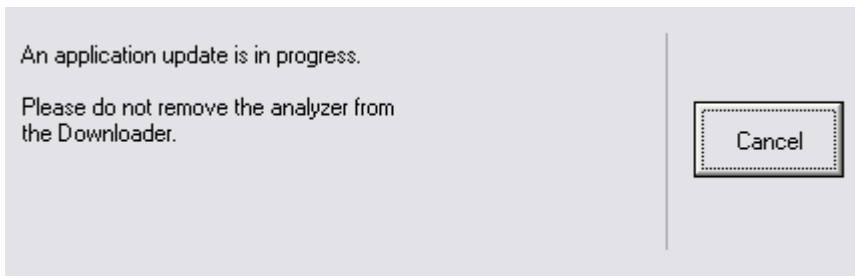 An application update is in progress.
Please do not remove the analyzer from
the Downloader.
Cancel